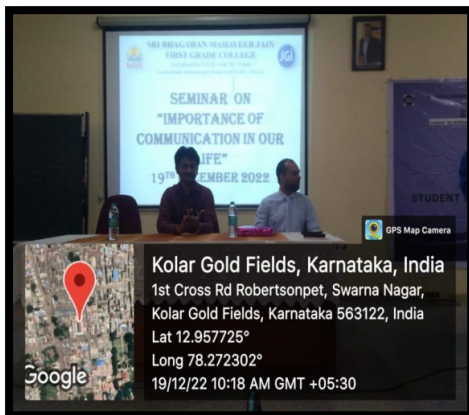 SRI BHAGAWAN MAHAVEER JAIN
FIRST GRADE COLLEGE
JGI
SEMINAR ON
"IMPORTANCE OF
COMMUNICATION IN OUR
LIFE"
19TH DECEMBER 2022
STUDENT
GPS Map Camera
Kolar Gold Fields, Karnataka, India
1st Cross Rd Robertsonpet, Swarna Nagar,
Kolar Gold Fields, Karnataka 563122, India
Lat 12.957725°
Long 78.272302°
19/12/22 10:18 AM GMT +05:30
Google